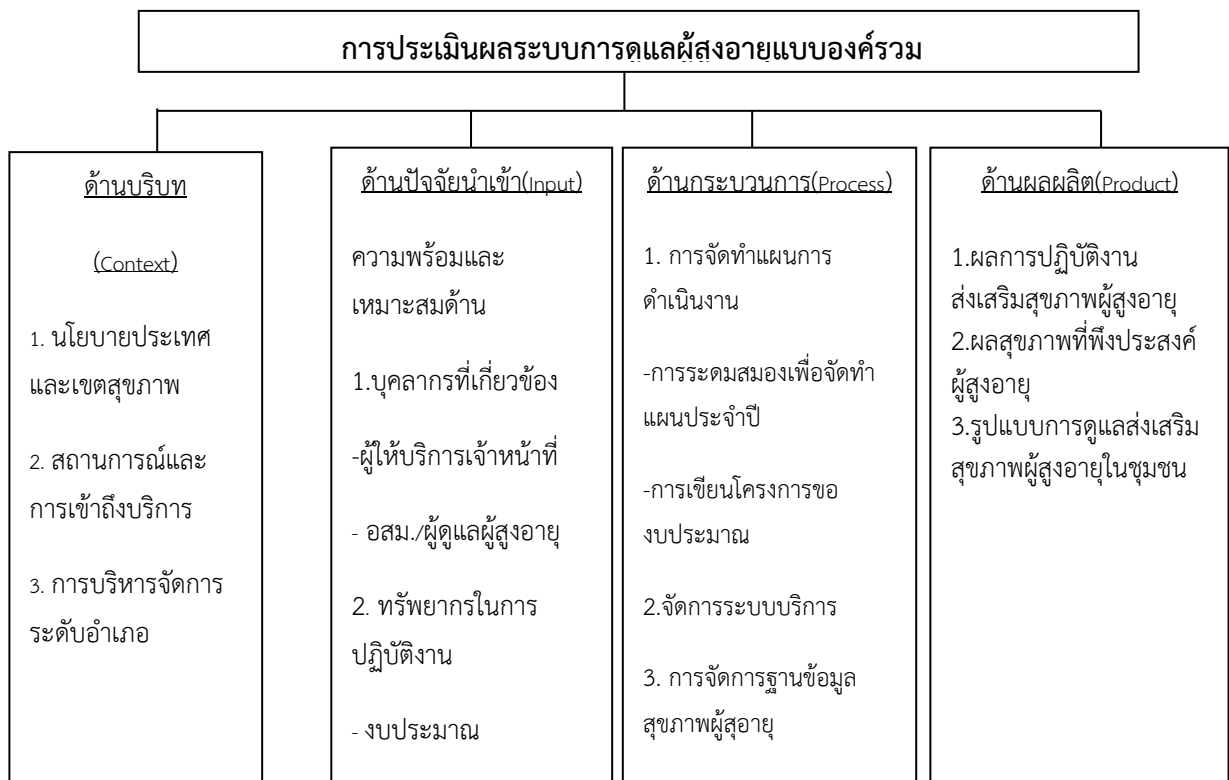 การประเมินผลระบบการดูแลผู้สูงอายุแบบองค์รวม
ด้านบริบท
(Context)
1. นโยบายประเทศ
และเขตสุขภาพ
2. สถานการณ์และ
การเข้าถึงบริการ
3. การบริหารจัดการ
ระดับอำเภอ
ด้านปัจจัยนำเข้า(Input)
ความพร้อมและ
เหมาะสมด้าน
1.บุคลากรที่เกี่ยวข้อง
-ผู้ให้บริการเจ้าหน้าที่
- อสม./ผู้ดูแลผู้สูงอายุ
2. ทรัพยากรในการ
ปฏิบัติงาน
- งบประมาณ
ด้านกระบวนการ(Process)
1. การจัดทำแผนการ
ดำเนินงาน
-การระดมสมองเพื่อจัดทำ
แผนประจำปี
-การเขียนโครงการขอ
งบประมาณ
2.จัดการระบบบริการ
3. การจัดการฐานข้อมูล
สุขภาพผู้สุอายุ
ด้านผลผลิต(Product)
1.ผลการปฏิบัติงาน
ส่งเสริมสุขภาพผู้สูงอายุ
2.ผลสุขภาพที่พึงประสงค์
ผู้สูงอายุ
3.รูปแบบการดูแลส่งเสริม
สุขภาพผู้สูงอายุในชุมชน